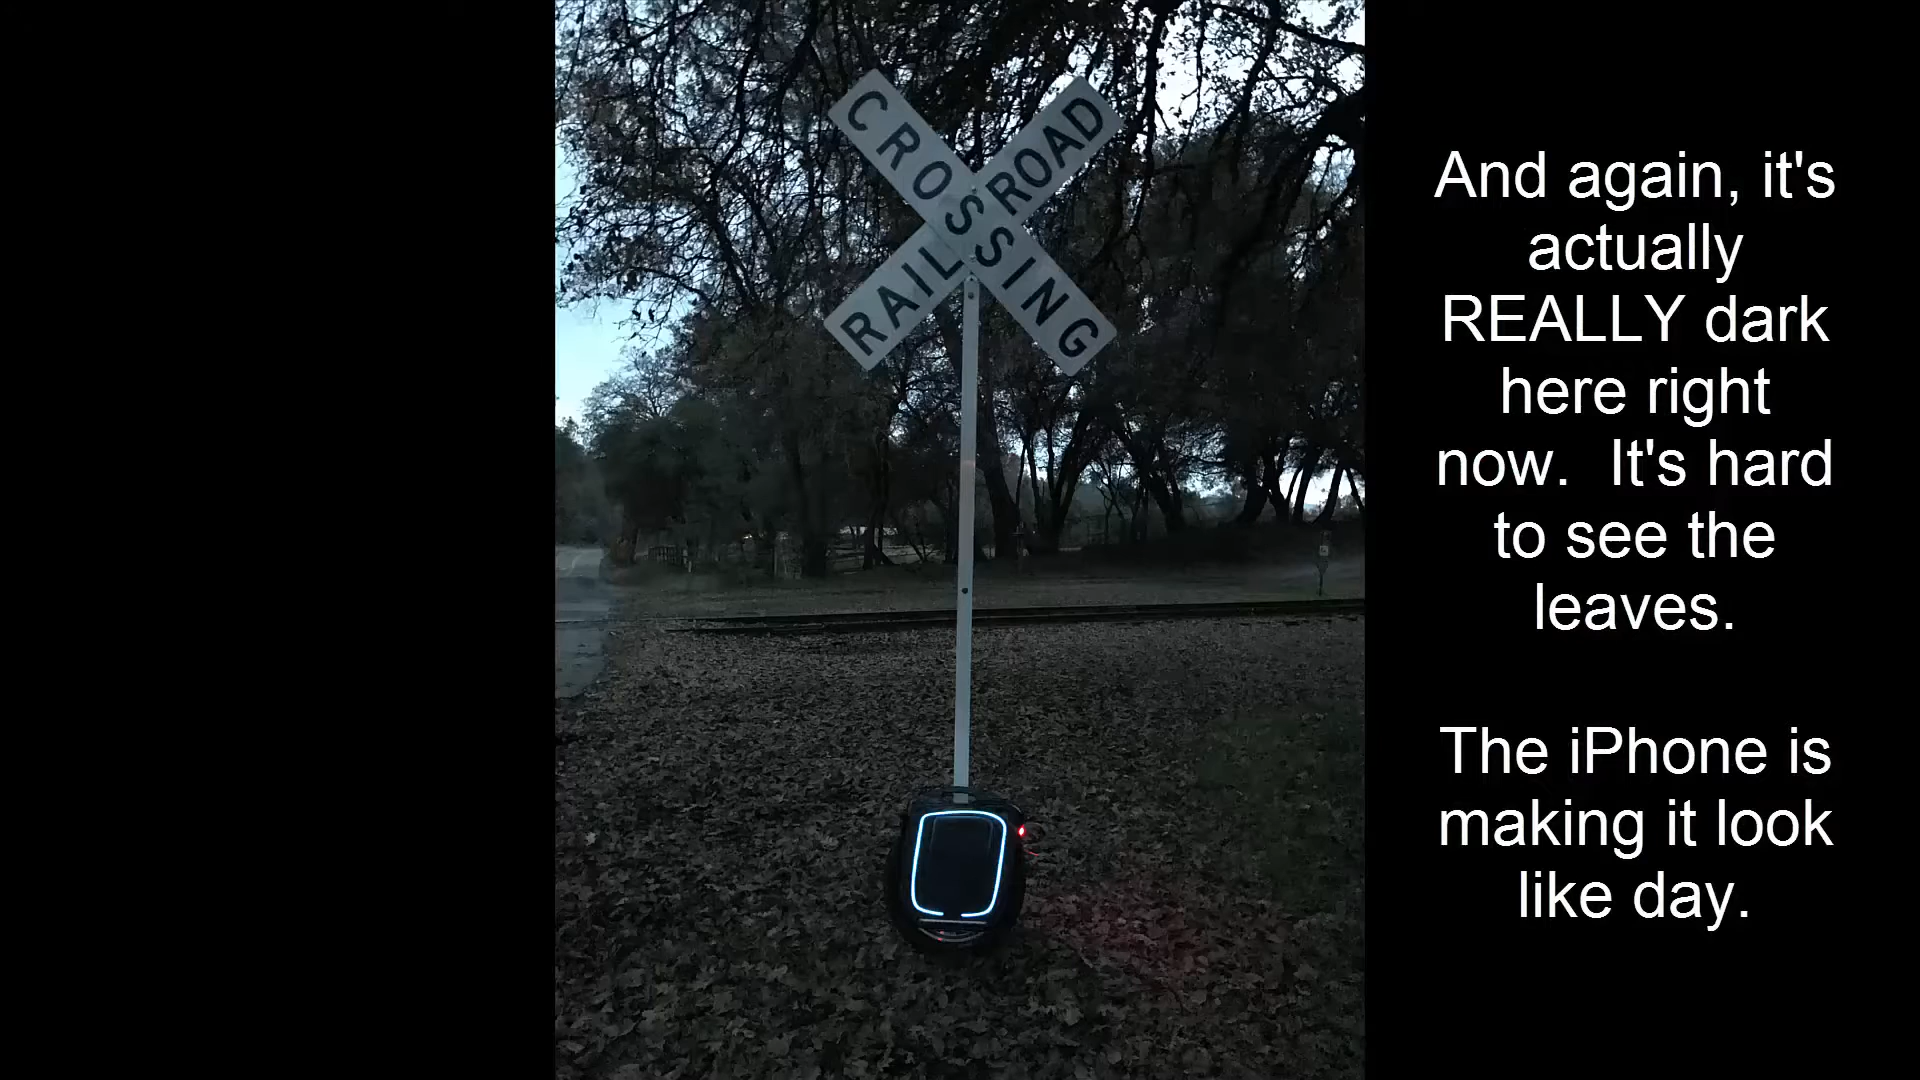 CROSSING
RAILROAD
And again, it's
actually
REALLY dark
here right
now.  It's hard
to see the
leaves.
The iPhone is
making it look
like day.